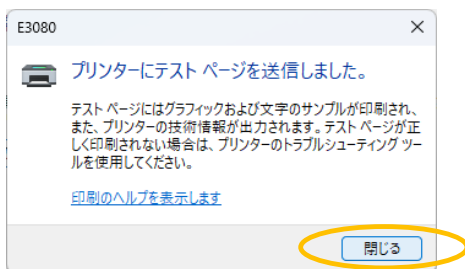 E3080
プリンターにテスト ページを送信しました。
テスト ページにはグラフィックおよび文字のサンプルが印刷され、
また、プリンターの技術情報が出力されます。テスト ページが正
しく印刷されない場合は、プリンターのトラブルシューティング ツー
ルを使用してください。
印刷のヘルプを表示します
閉じる